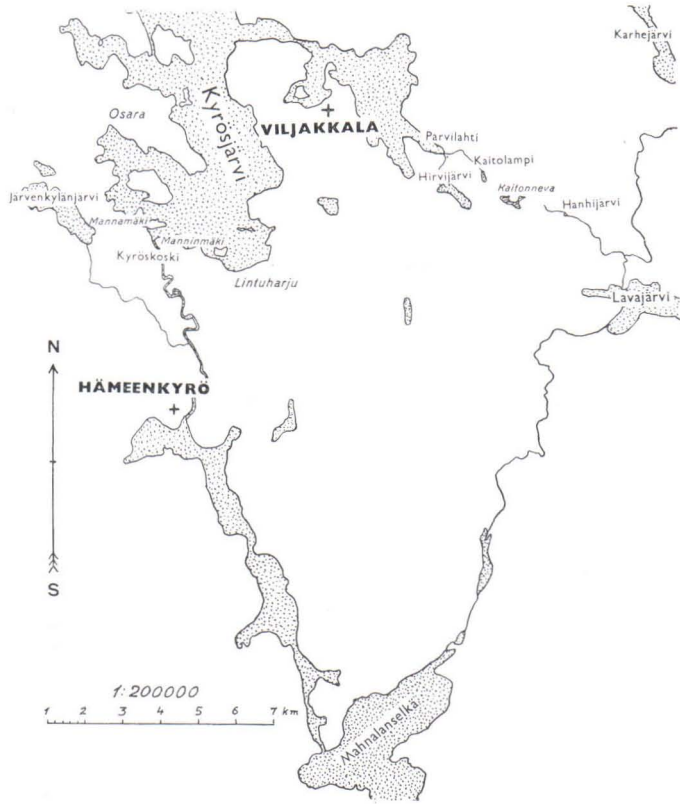 Karhejärvi
Osara
Kyrösjärvi
VILJAKKALA
Parvilahti
Kaitolampi
Hirvijärvi
Kaitonneva
Jarvenkylänjarvi
Mannamäki
Hanhijärvi
Manninmäki
Kyröskoski
Lintuharju
Lavajärvi
N
HÄMEENKYRÖ
S
1:200000
1 2 3 4 5 6 7 km
Mahnalanselkä